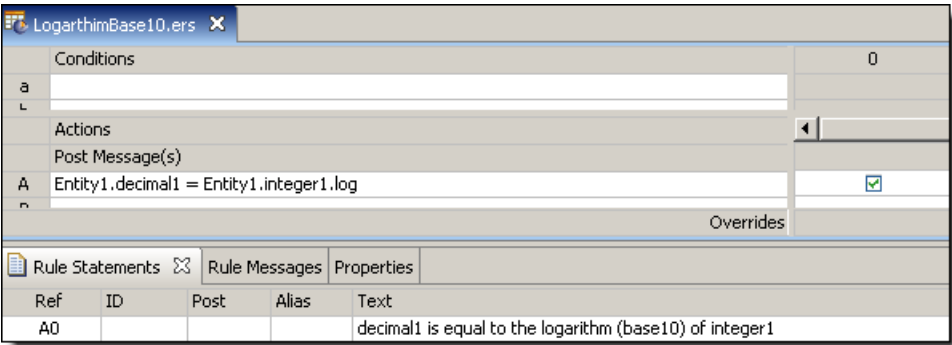 LogarthimBase10.ers
Conditions 0
a
Actions
Post Message(s)
A Entity1.decimal1 = Entity1.integer1.log
Overrides
Rule Statements Rule Messages Properties
Ref ID Post Alias Text
A0 decimal1 is equal to the logarithm (base10) of integer1